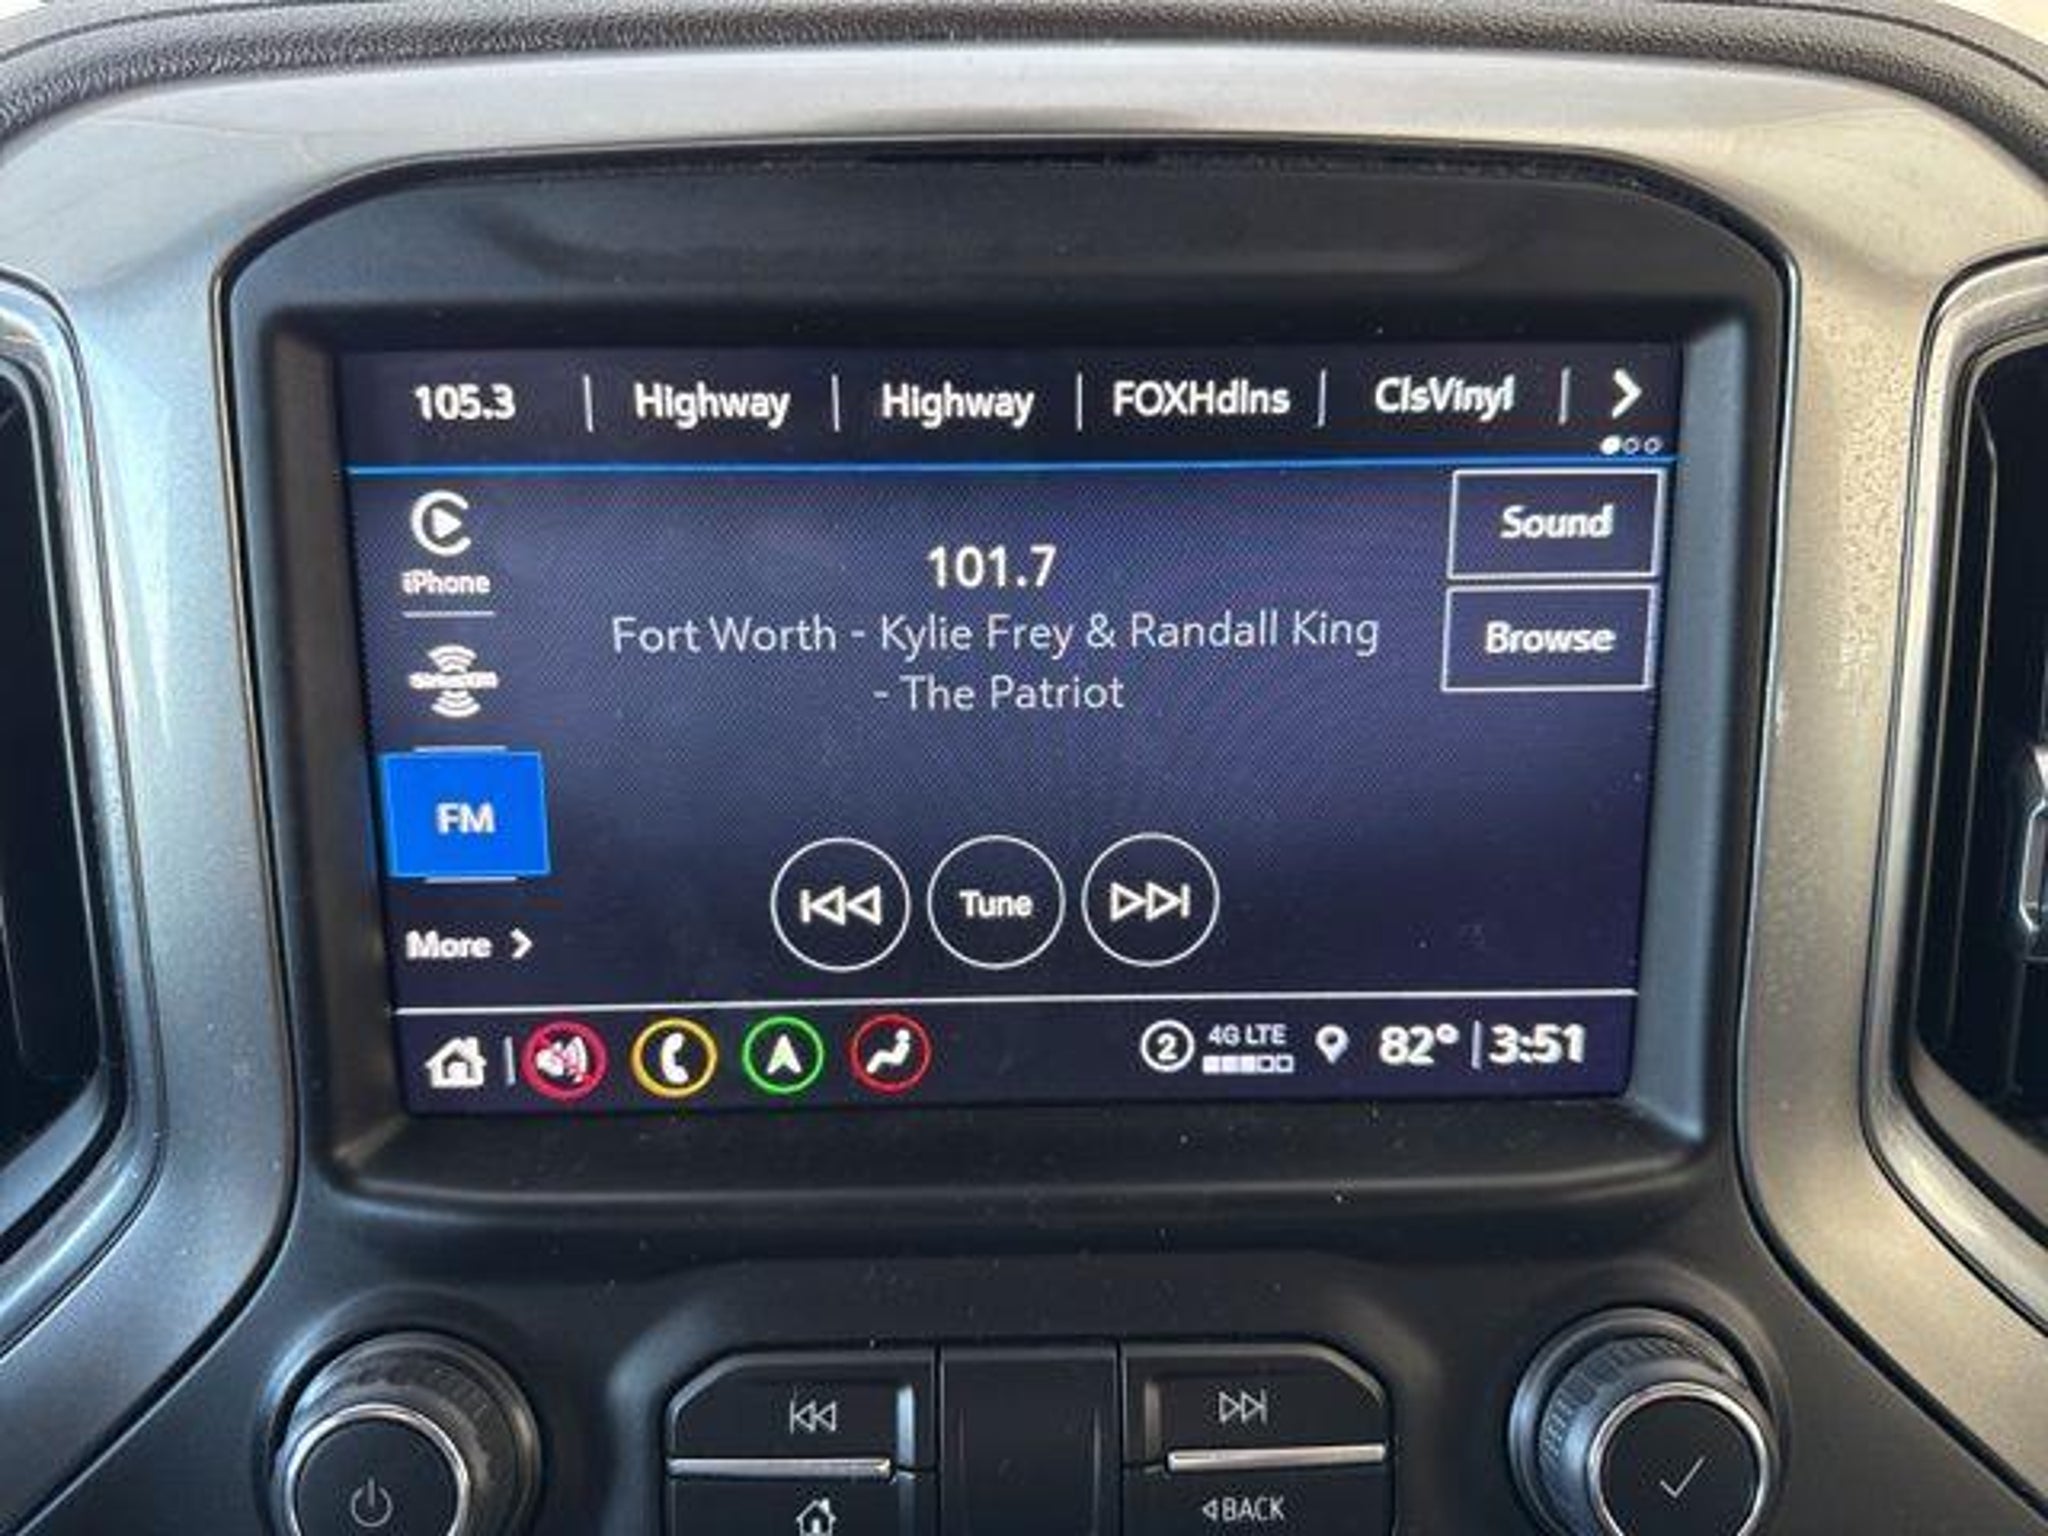 105.3 | Highway | Highway | FOXHdlns | ClsVinyl
iPhone
SiriusXM
FM
More
101.7
Fort Worth - Kylie Frey & Randall King
- The Patriot
Sound
Browse
Tune
2 4G LTE 82° | 3:51
BACK